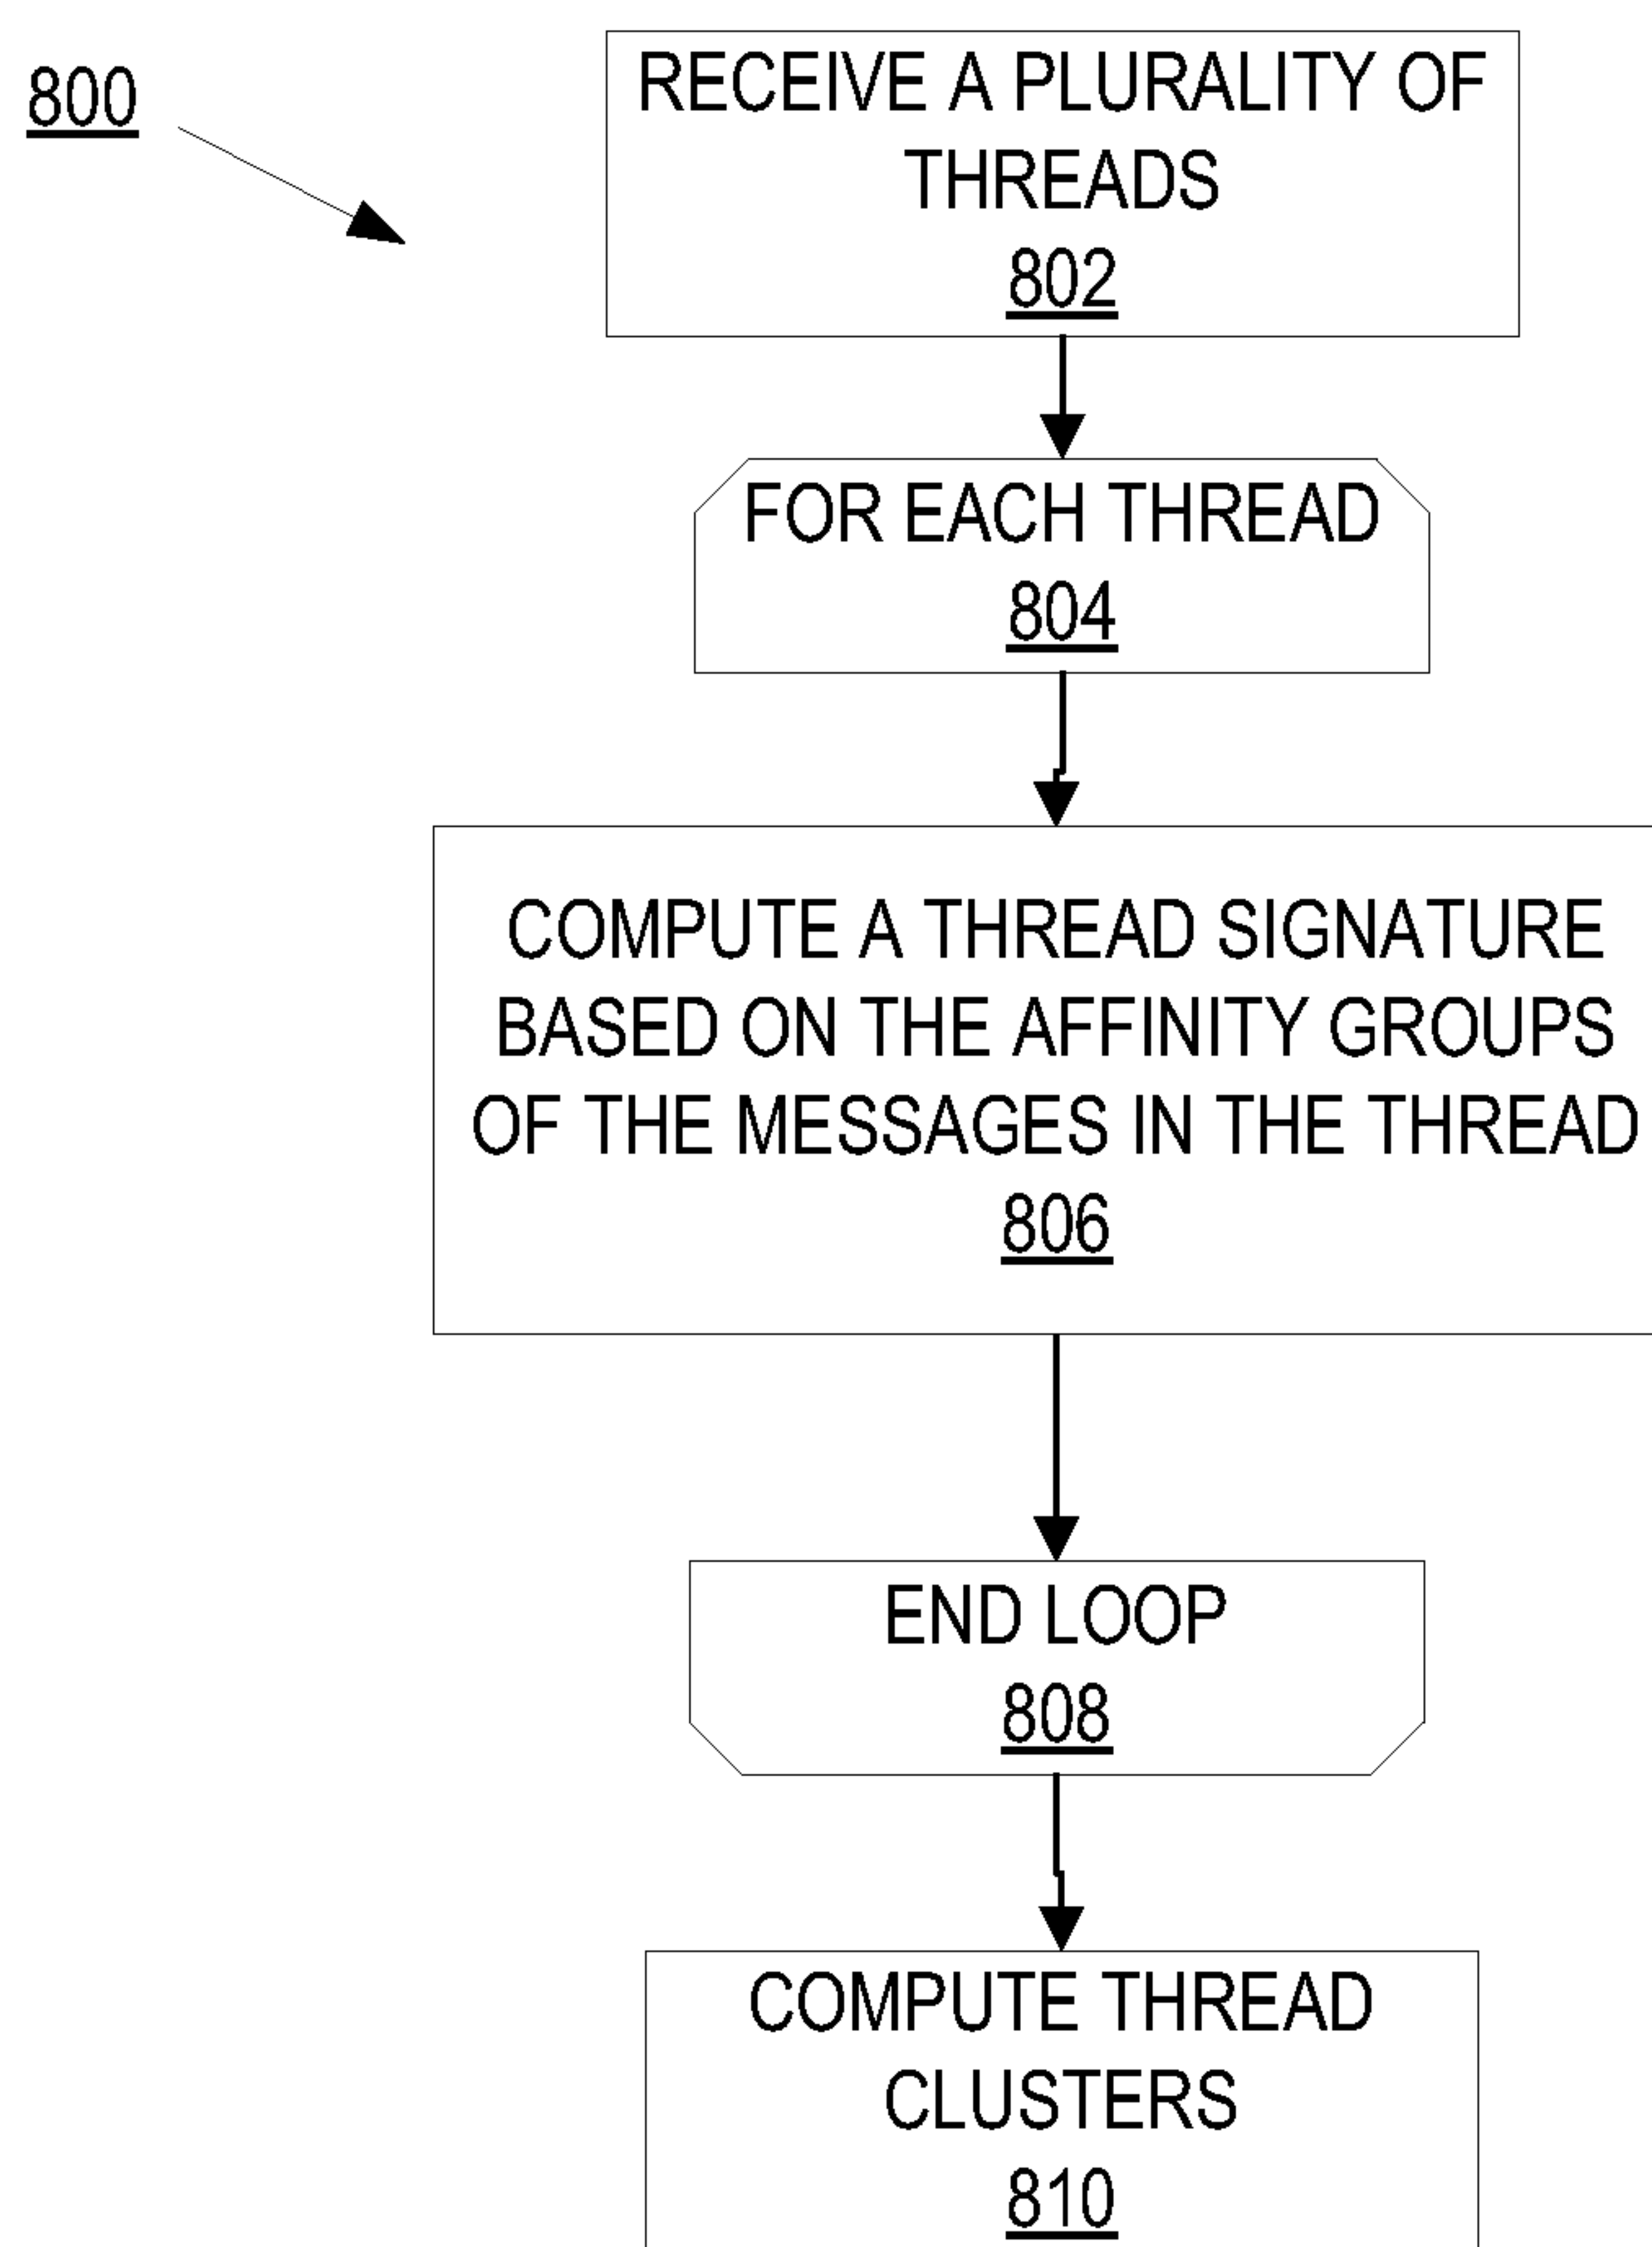 800
RECEIVE A PLURALITY OF
THREADS
802
FOR EACH THREAD
804
COMPUTE A THREAD SIGNATURE
BASED ON THE AFFINITY GROUPS
OF THE MESSAGES IN THE THREAD
806
END LOOP
808
COMPUTE THREAD
CLUSTERS
810